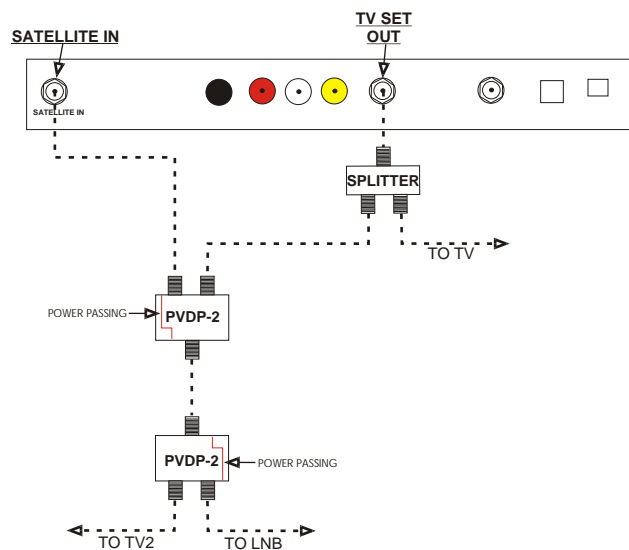 SATELLITE IN
TV SET
OUT
SATELLITE IN
SPLITTER
TO TV
POWER PASSING
PVDP-2
PVDP-2
POWER PASSING
TO TV2
TO LNB